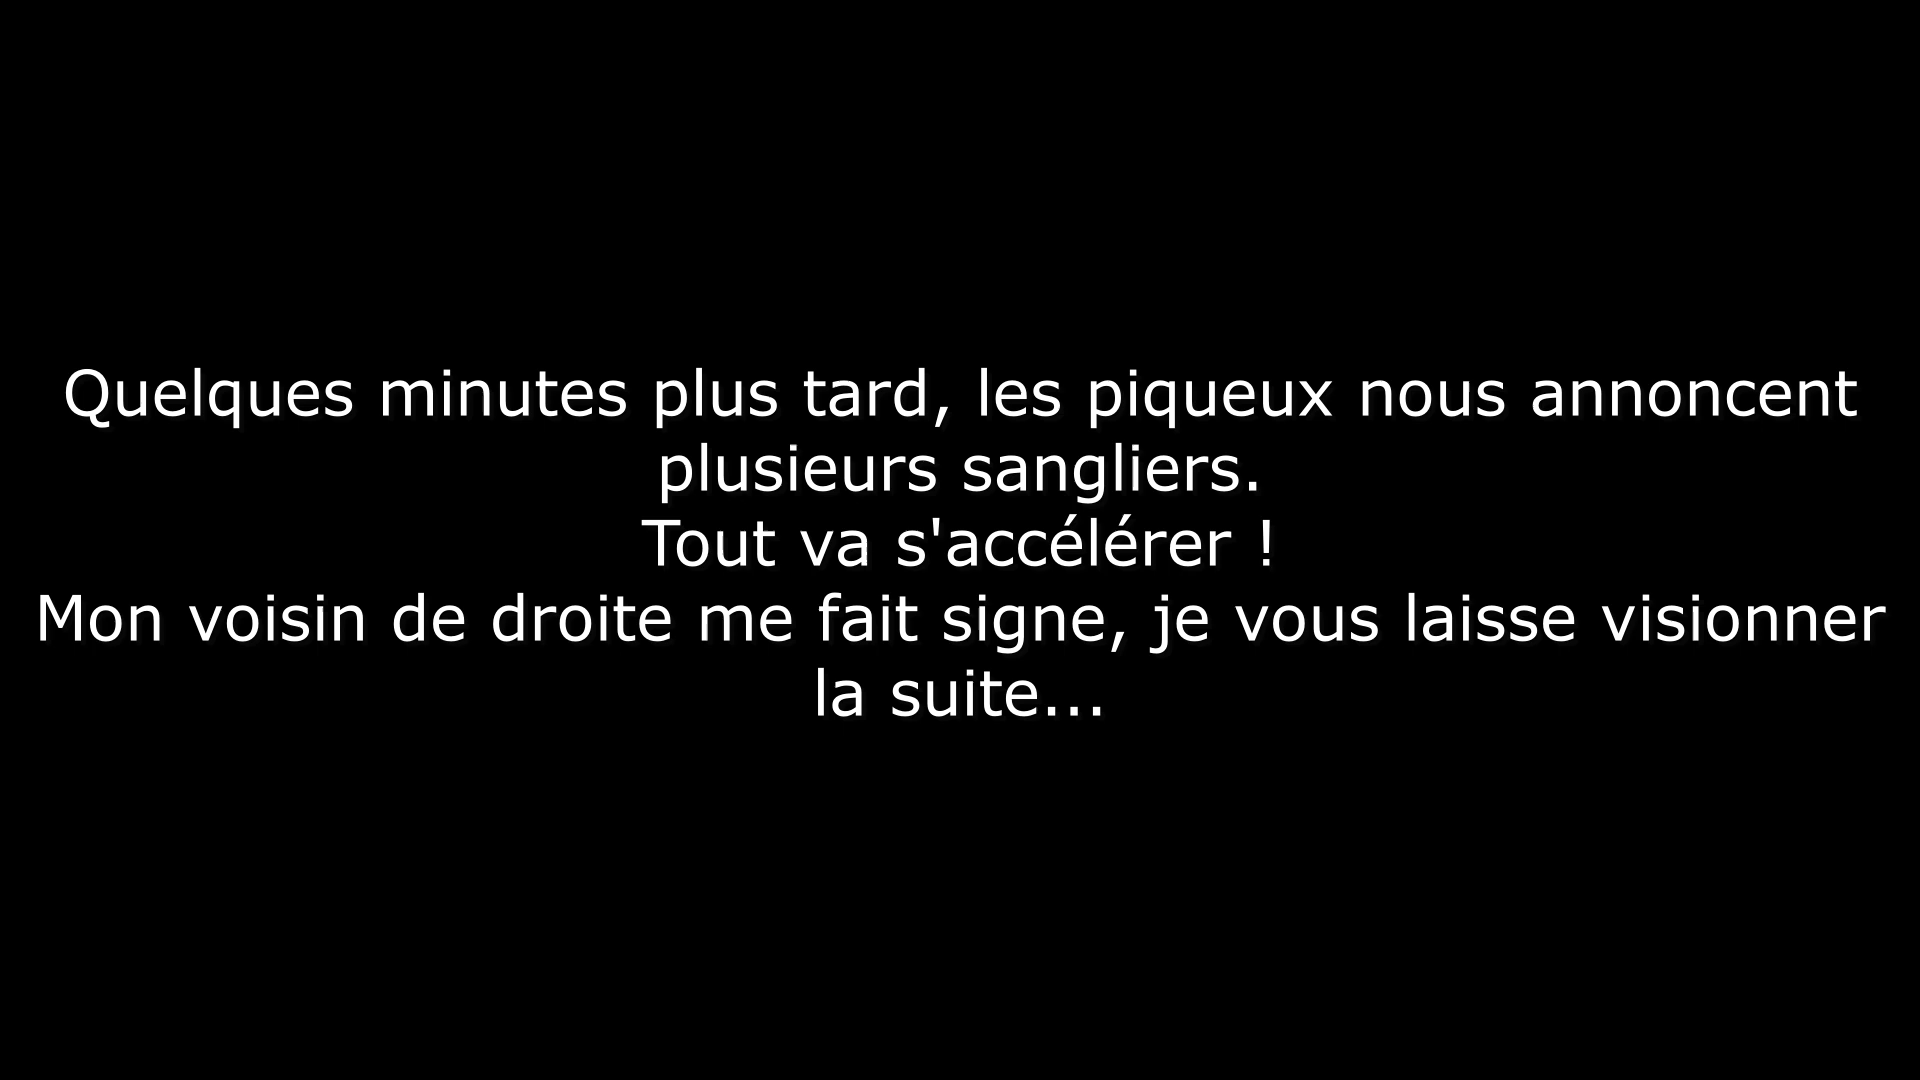 Quelques minutes plus tard, les piqueux nous annoncent
plusieurs sangliers.
Tout va s'accélérer !
Mon voisin de droite me fait signe, je vous laisse visionner
la suite...